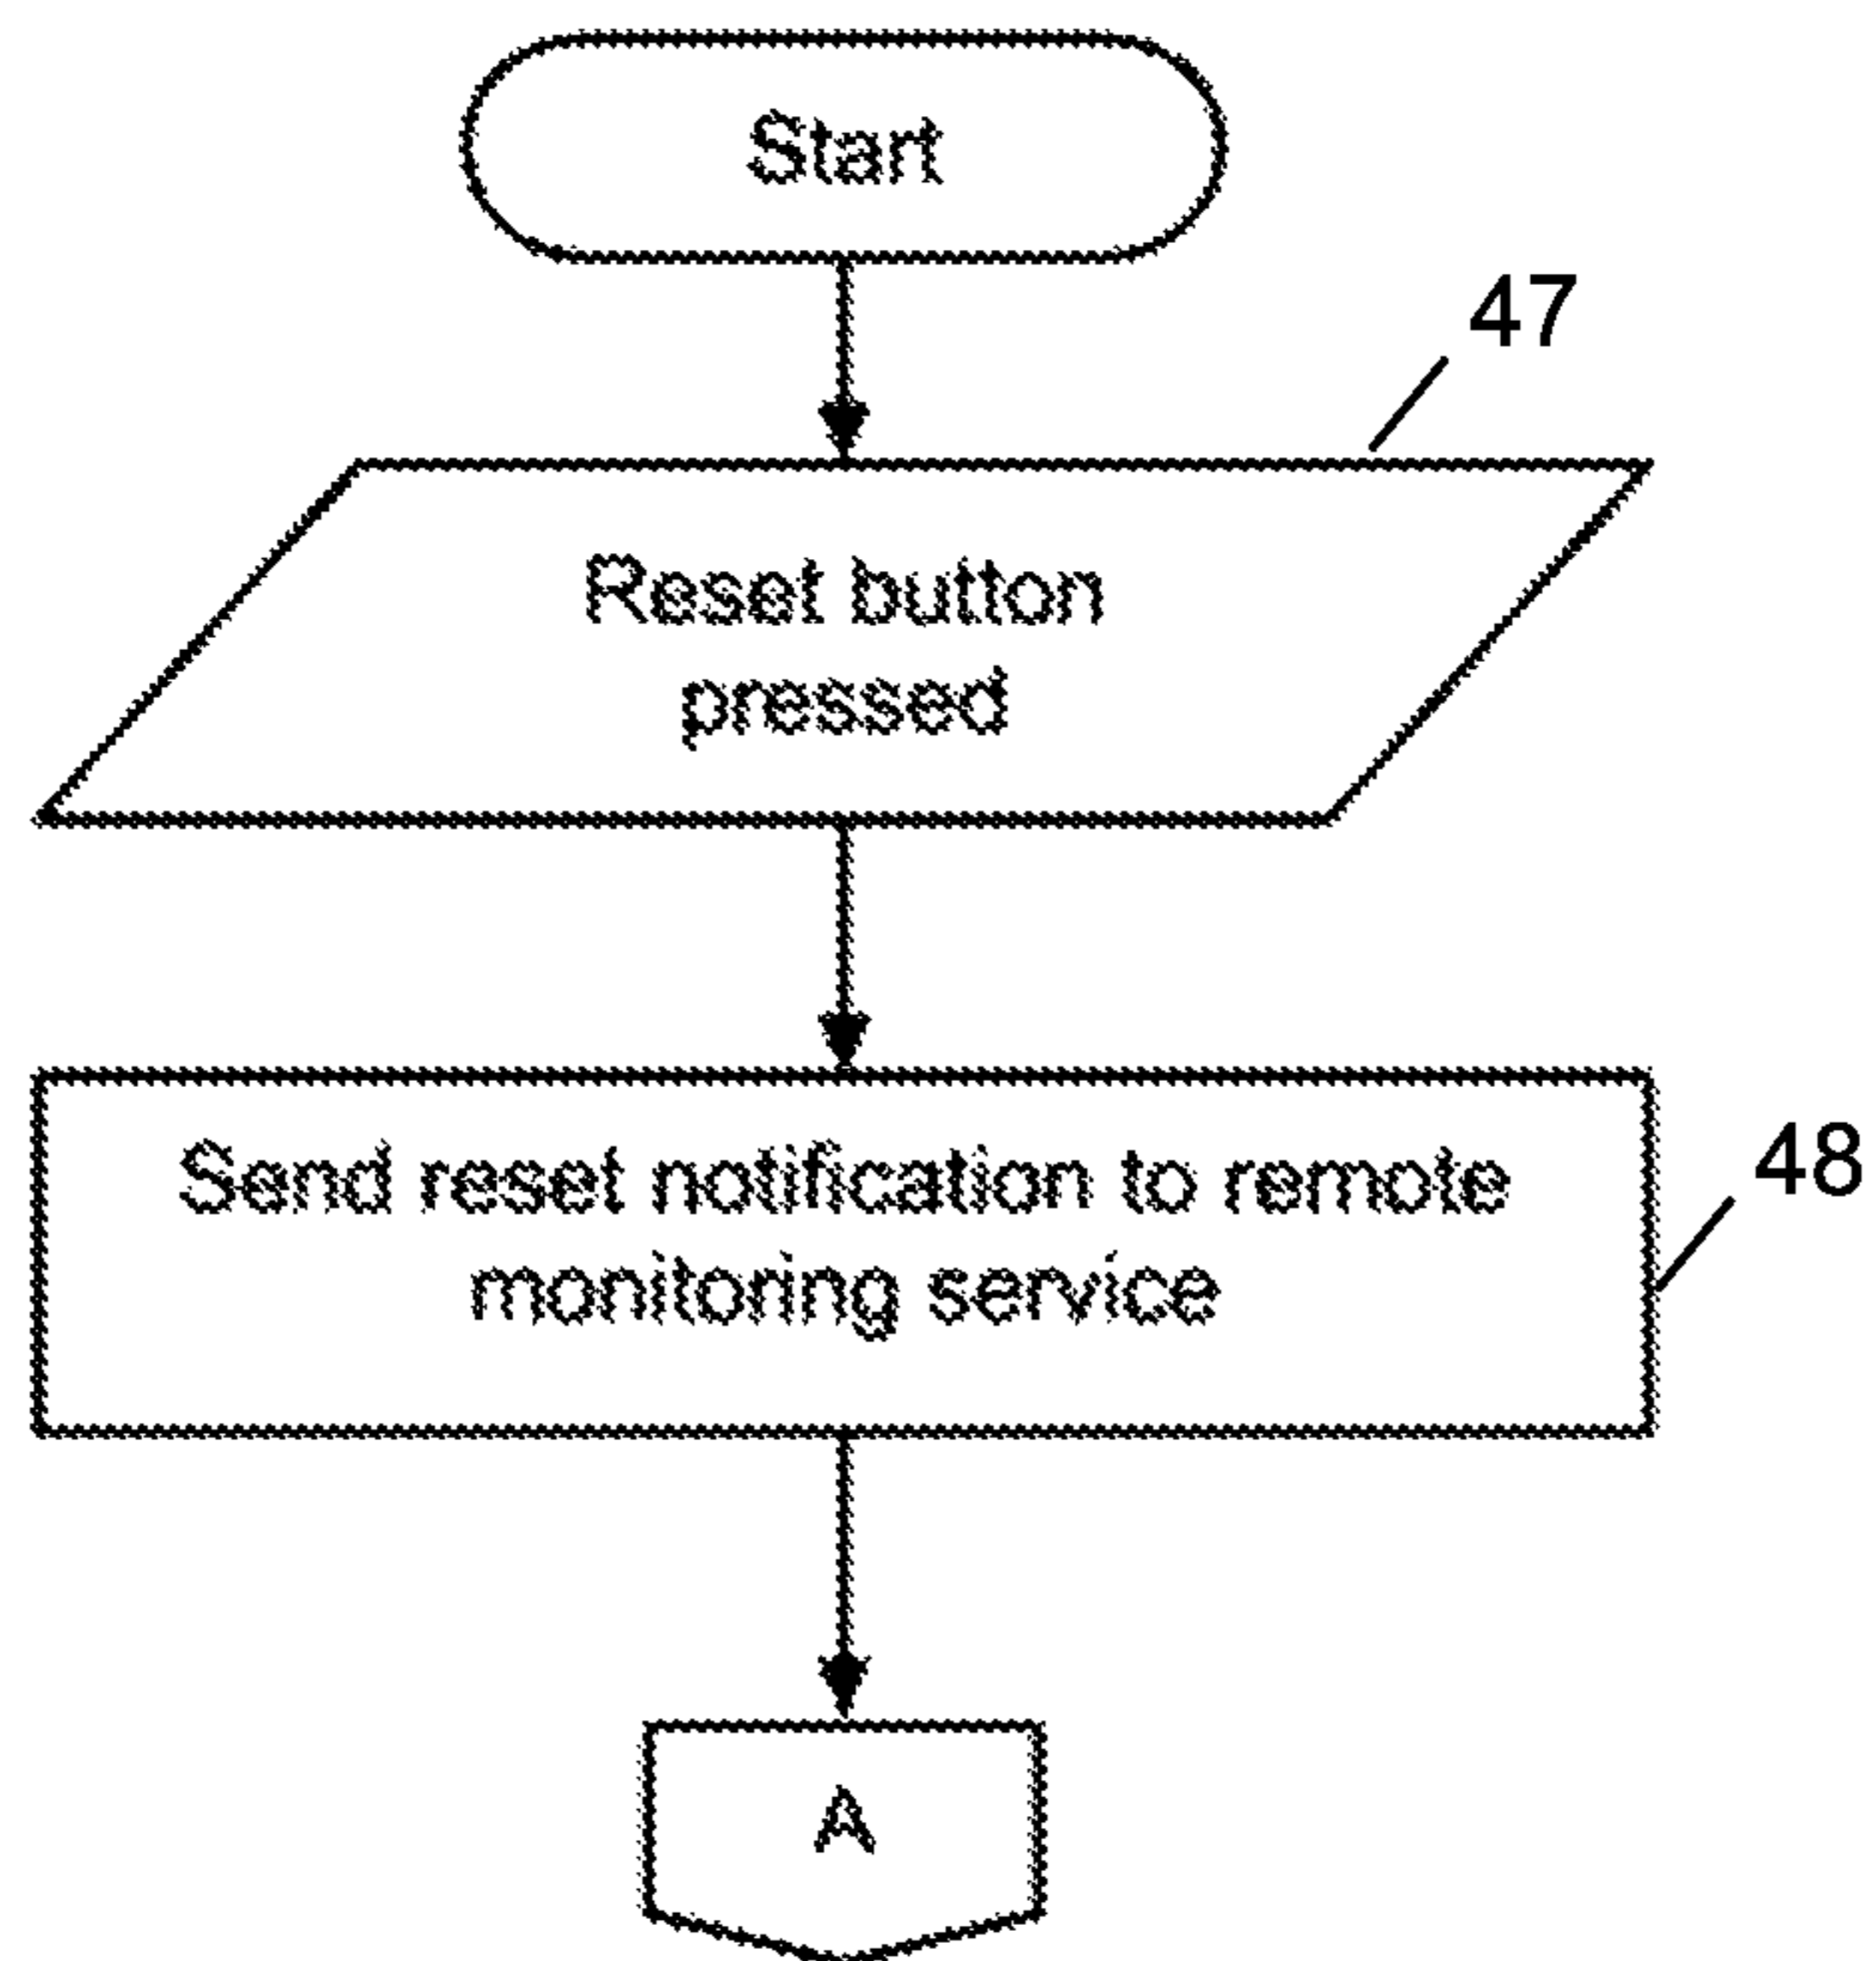 Start
47
Reset button
pressed
Send reset notification to remote
monitoring service
48
A